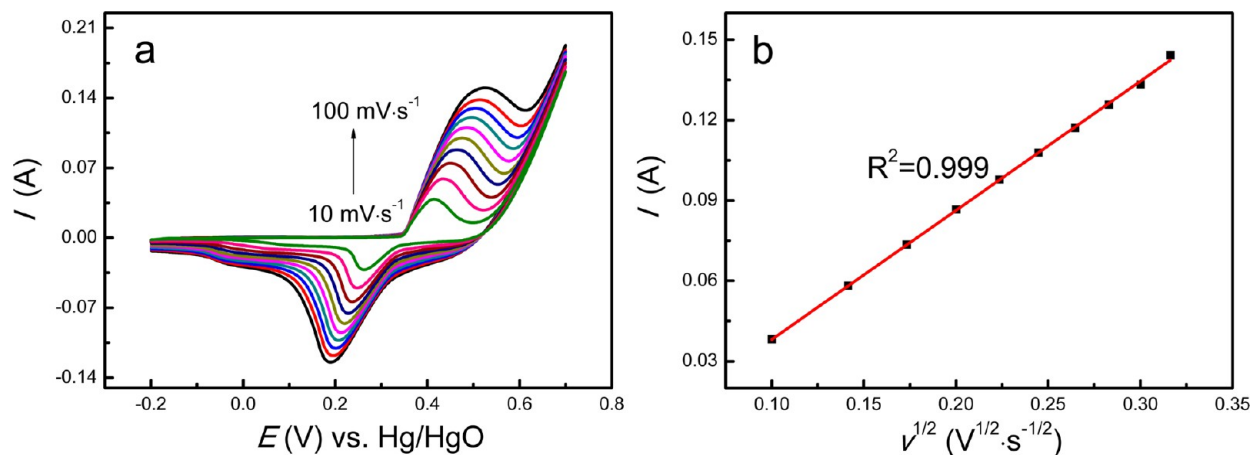 a
100 mV·s⁻¹
10 mV·s⁻¹
0.21
0.14
0.07
0.00
-0.07
-0.14
I (A)
-0.2
0.0
0.2
0.4
0.6
0.8
E (V) vs. Hg/HgO
b
R²=0.999
0.15
0.12
0.09
0.06
0.03
I (A)
0.10
0.15
0.20
0.25
0.30
0.35
v¹/² (V¹/²·s⁻¹/²)